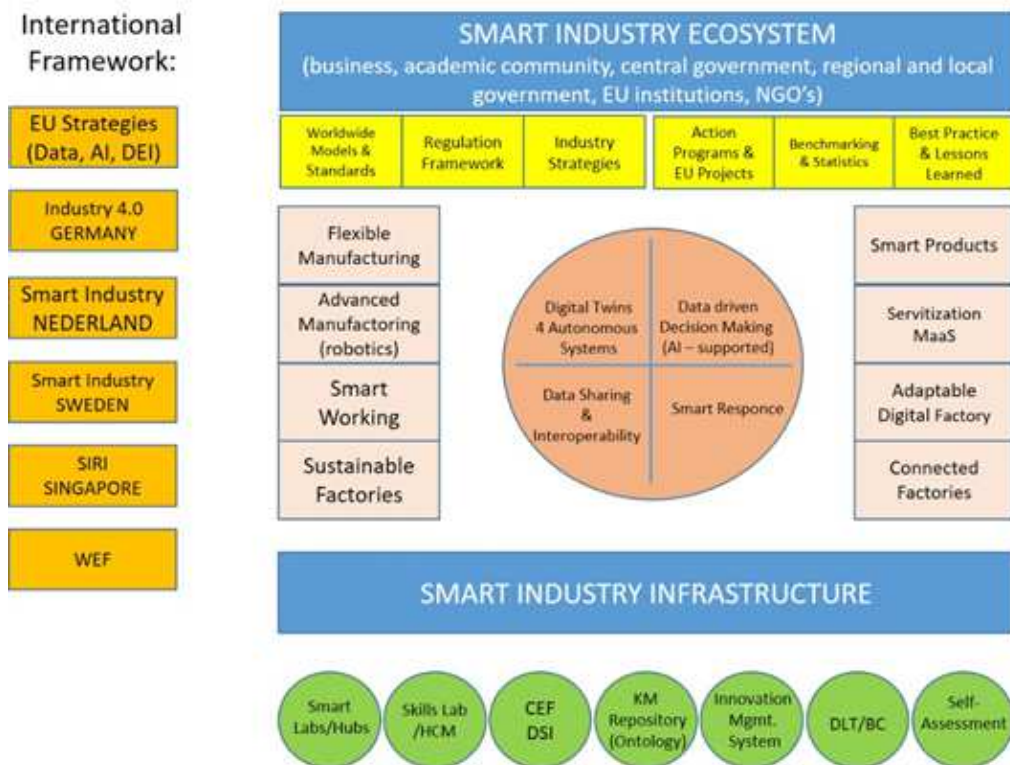 International
Framework:
EU Strategies
(Data, AI, DEI)
Industry 4.0
GERMANY
Smart Industry
NEDERLAND
Smart Industry
SWEDEN
SIRI
SINGAPORE
WEF
SMART INDUSTRY ECOSYSTEM
(business, academic community, central government, regional and local
government, EU institutions, NGO's)
Worldwide
Models &
Standards
Regulation
Framework
Industry
Strategies
Action
Programs &
EU Projects
Benchmarking
& Statistics
Best Practice
& Lessons
Learned
Flexible
Manufacturing
Advanced
Manufactoring
(robotics)
Smart
Working
Sustainable
Factories
Digital Twins
4 Autonomous
Systems
Data driven
Decision Making
(AI – supported)
Data Sharing
&
Interoperability
Smart Responce
Smart Products
Servitization
MaaS
Adaptable
Digital Factory
Connected
Factories
SMART INDUSTRY INFRASTRUCTURE
Smart
Labs/Hubs
Skills Lab
/HCM
CEF
DSI
KM
Repository
(Ontology)
Innovation
Mgmt.
System
DLT/BC
Self-
Assessment